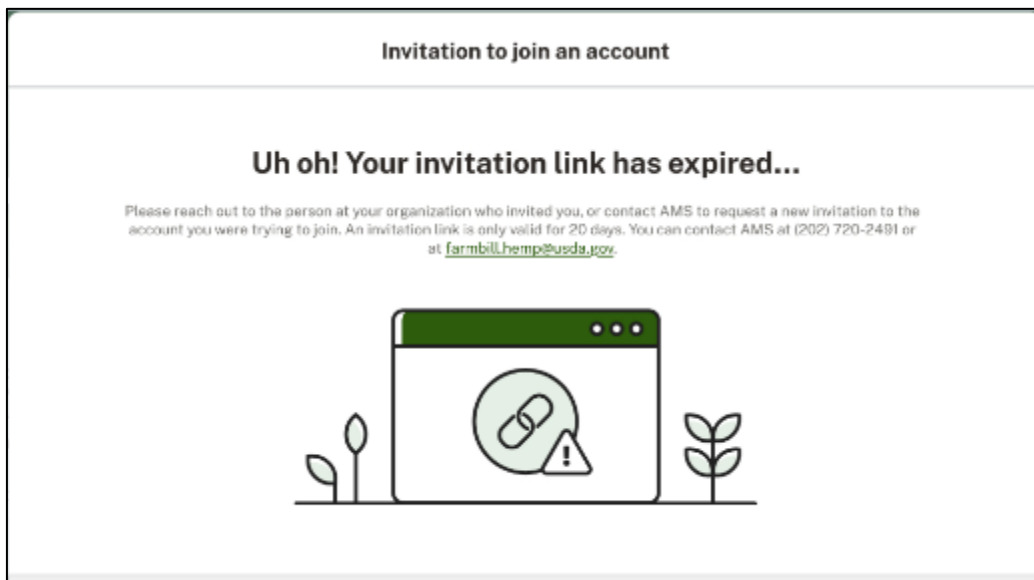 Invitation to join an account
Uh oh! Your invitation link has expired...
Please reach out to the person at your organization who invited you, or contact AMS to request a new invitation to the
account you were trying to join. An invitation link is only valid for 20 days. You can contact AMS at (202) 720-2491 or
at farmbill.hemp@usda.gov.
!